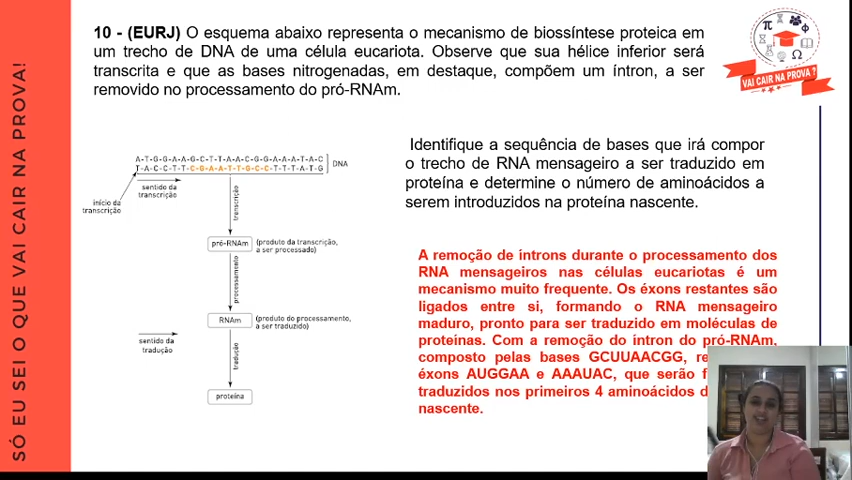 SÓ EU SEI O QUE VAI CAIR NA PROVA!
10 - (EURJ) O esquema abaixo representa o mecanismo de biossíntese proteica em
um trecho de DNA de uma célula eucariota. Observe que sua hélice inferior será
transcrita e que as bases nitrogenadas, em destaque, compõem um íntron, a ser
removido no processamento do pró-RNAm.
VAI CAIR NA PROVA ?
Identifique a sequência de bases que irá compor
o trecho de RNA mensageiro a ser traduzido em
proteína e determine o número de aminoácidos a
serem introduzidos na proteína nascente.
A-T-G-G-A-A-G-C-T-T-A-A-C-G-G-A-A-A-T-A-C
T-A-C-C-T-T-C-G-A-A-T-T-G-C-C-T-T-T-A-T-G
DNA
sentido da
transcrição
início da
transcrição
transcrição
pró-RNAm
(produto da transcrição,
a ser processado)
processamento
RNAm
(produto do processamento,
a ser traduzido)
sentido da
tradução
tradução
proteína
A remoção de íntrons durante o processamento dos
RNA mensageiros nas células eucariotas é um
mecanismo muito frequente. Os éxons restantes são
ligados entre si, formando o RNA mensageiro
maduro, pronto para ser traduzido em moléculas de
proteínas. Com a remoção do intron do pró-RNAm,
composto pelas bases GCUUAACGG,
éxons AUGGAA e AAAUAC, que serão
traduzidos nos primeiros 4 aminoácidos
nascente.